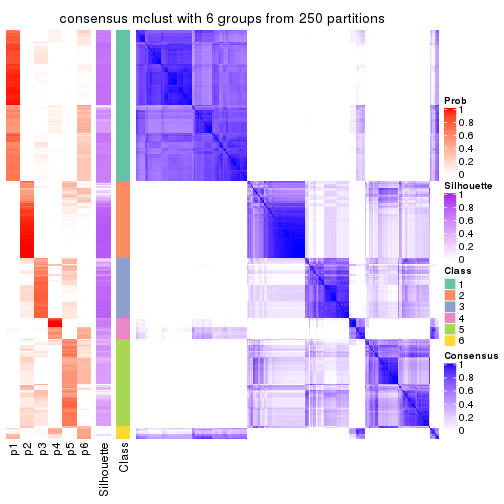 consensus mclust with 6 groups from 250 partitions
Prob
1
0.8
0.6
0.4
0.2
0
Silhouette
1
0.8
0.6
0.4
0.2
0
Class
1
2
3
4
5
6
Consensus
1
0.8
0.6
0.4
0.2
0
p1
p2
p3
p4
p5
p6
Silhouette
Class